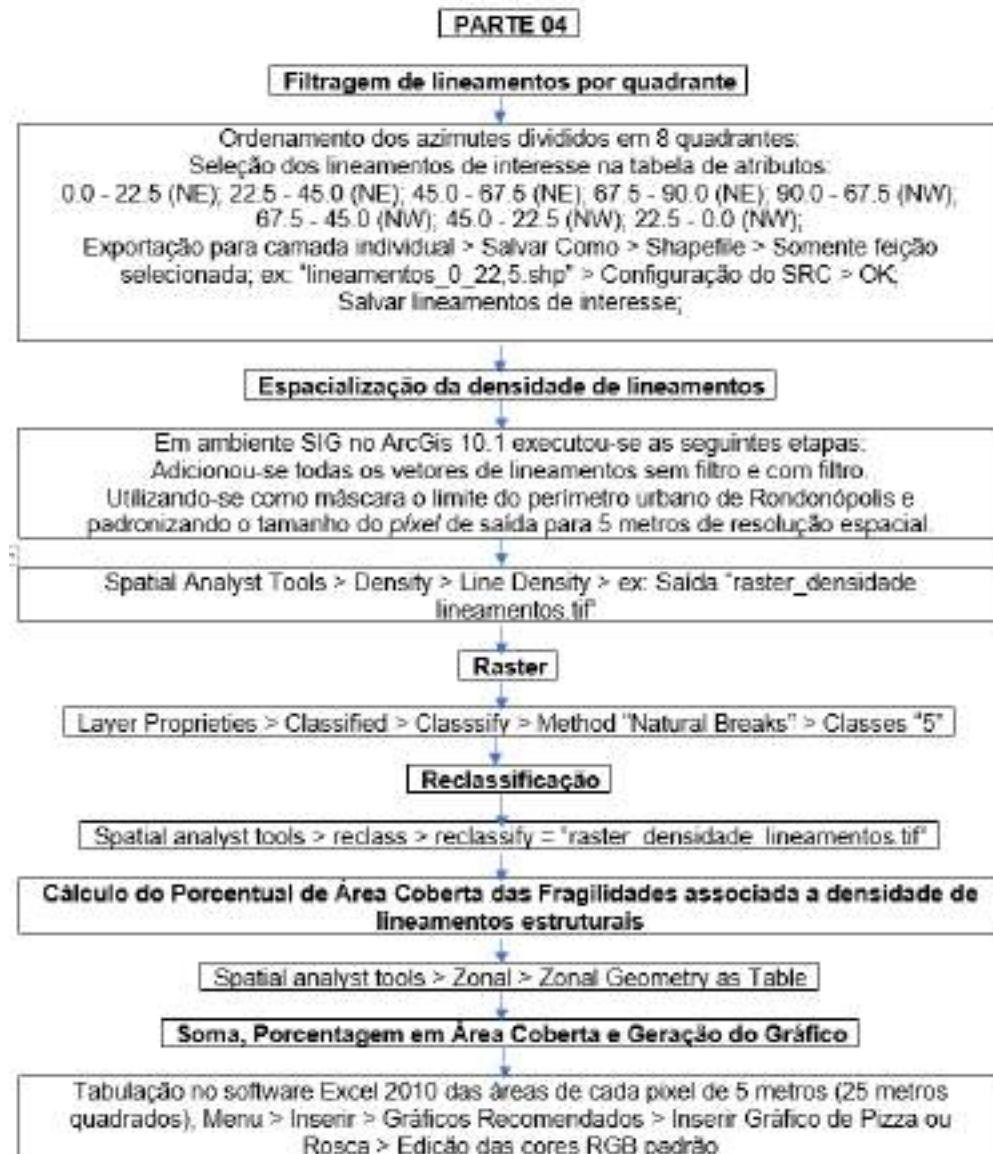 PARTE 04
Filtragem de lineamentos por quadrante
Ordenamento dos azimutes divididos em 8 quadrantes:
Seleção dos lineamentos de interesse na tabela de atributos:
0.0 - 22.5 (NE); 22.5 - 45.0 (NE); 45.0 - 67.5 (NE); 67.5 - 90.0 (NE); 90.0 - 67.5 (NW);
67.5 - 45.0 (NW); 45.0 - 22.5 (NW); 22.5 - 0.0 (NW);
Exportação para camada individual > Salvar Como > Shapefile > Somente feição
selecionada; ex: "lineamentos_0_22,5.shp" > Configuração do SRC > OK;
Salvar lineamentos de interesse;
Espacialização da densidade de lineamentos
Em ambiente SIG no ArcGis 10.1 executou-se as seguintes etapas:
Adicionou-se todas os vetores de lineamentos sem filtro e com filtro.
Utilizando-se como máscara o limite do perímetro urbano de Rondonópolis e
padronizando o tamanho do pixel de saída para 5 metros de resolução espacial.
Spatial Analyst Tools > Density > Line Density > ex: Saída "raster_densidade
lineamentos.tif"
Raster
Layer Proprieties > Classified > Classsify > Method "Natural Breaks" > Classes "5"
Reclassificação
Spatial analyst tools > reclass > reclassify = "raster_densidade_lineamentos.tif"
Cálculo do Porcentual de Área Coberta das Fragilidades associada a densidade de
lineamentos estruturais
Spatial analyst tools > Zonal > Zonal Geometry as Table
Soma, Porcentagem em Área Coberta e Geração do Gráfico
Tabulação no software Excel 2010 das áreas de cada pixel de 5 metros (25 metros
quadrados), Menu > Inserir > Gráficos Recomendados > Inserir Gráfico de Pizza ou
Rosca > Edição das cores RGB padrão